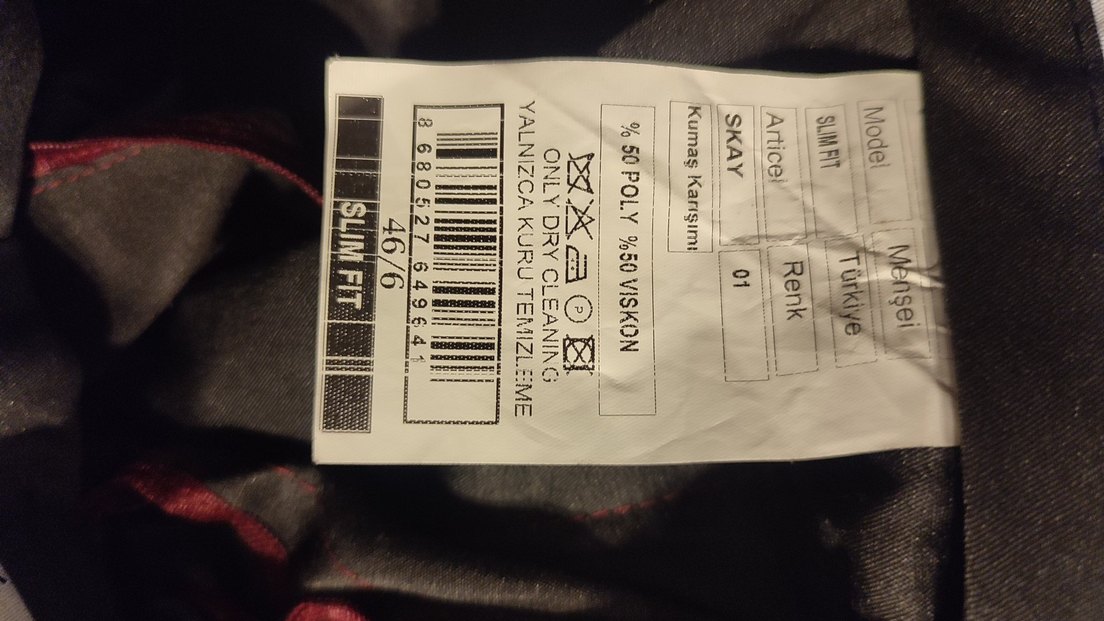 Model Menşei
SLIM FIT Türkiye
Articel Renk
SKAY 01
Kumaş Karışımı
% 50 POLY %50 VISKON
P
ONLY DRY CLEANING
YALNIZCA KURU TEMIZLEME
8 680527 649641
46/6
SLIM FIT